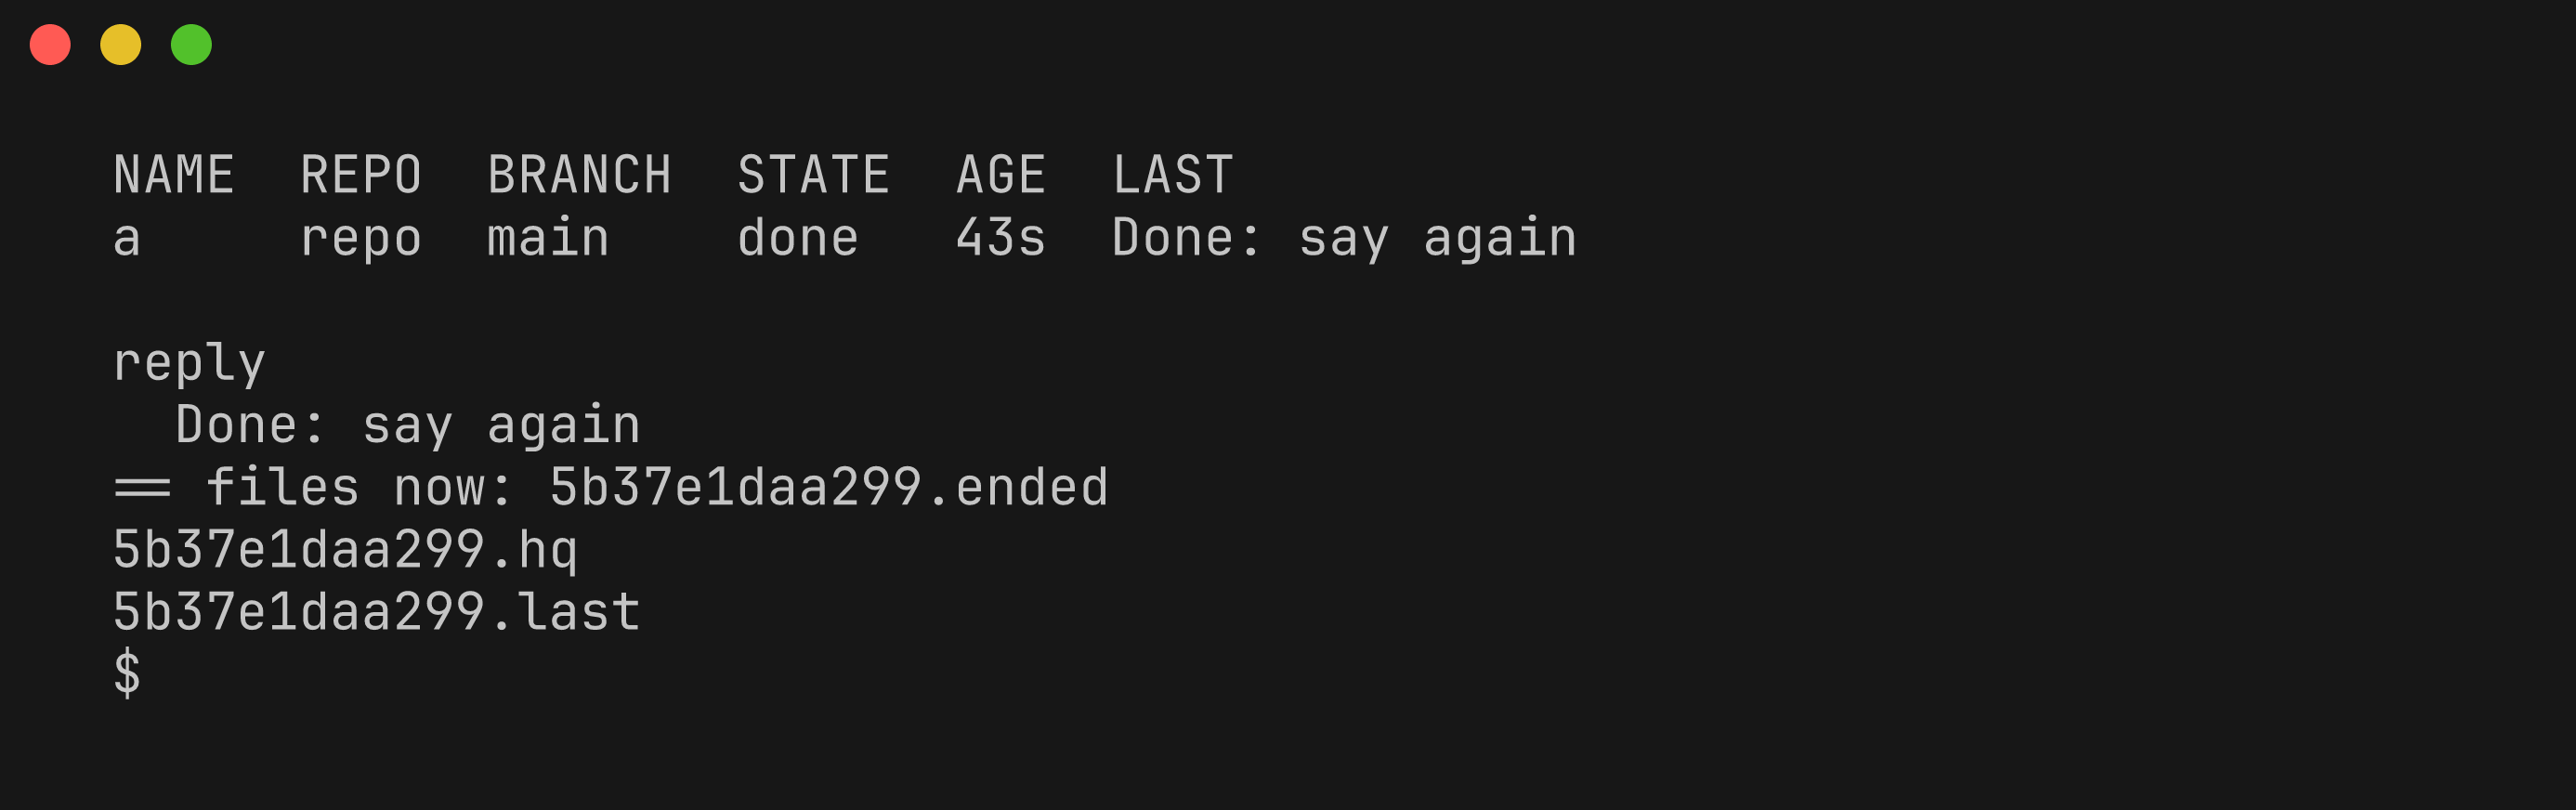 NAME  REPO  BRANCH  STATE  AGE  LAST
a     repo  main    done   43s  Done: say again
reply
  Done: say again
== files now: 5b37e1daa299.ended
5b37e1daa299.hq
5b37e1daa299.last
$